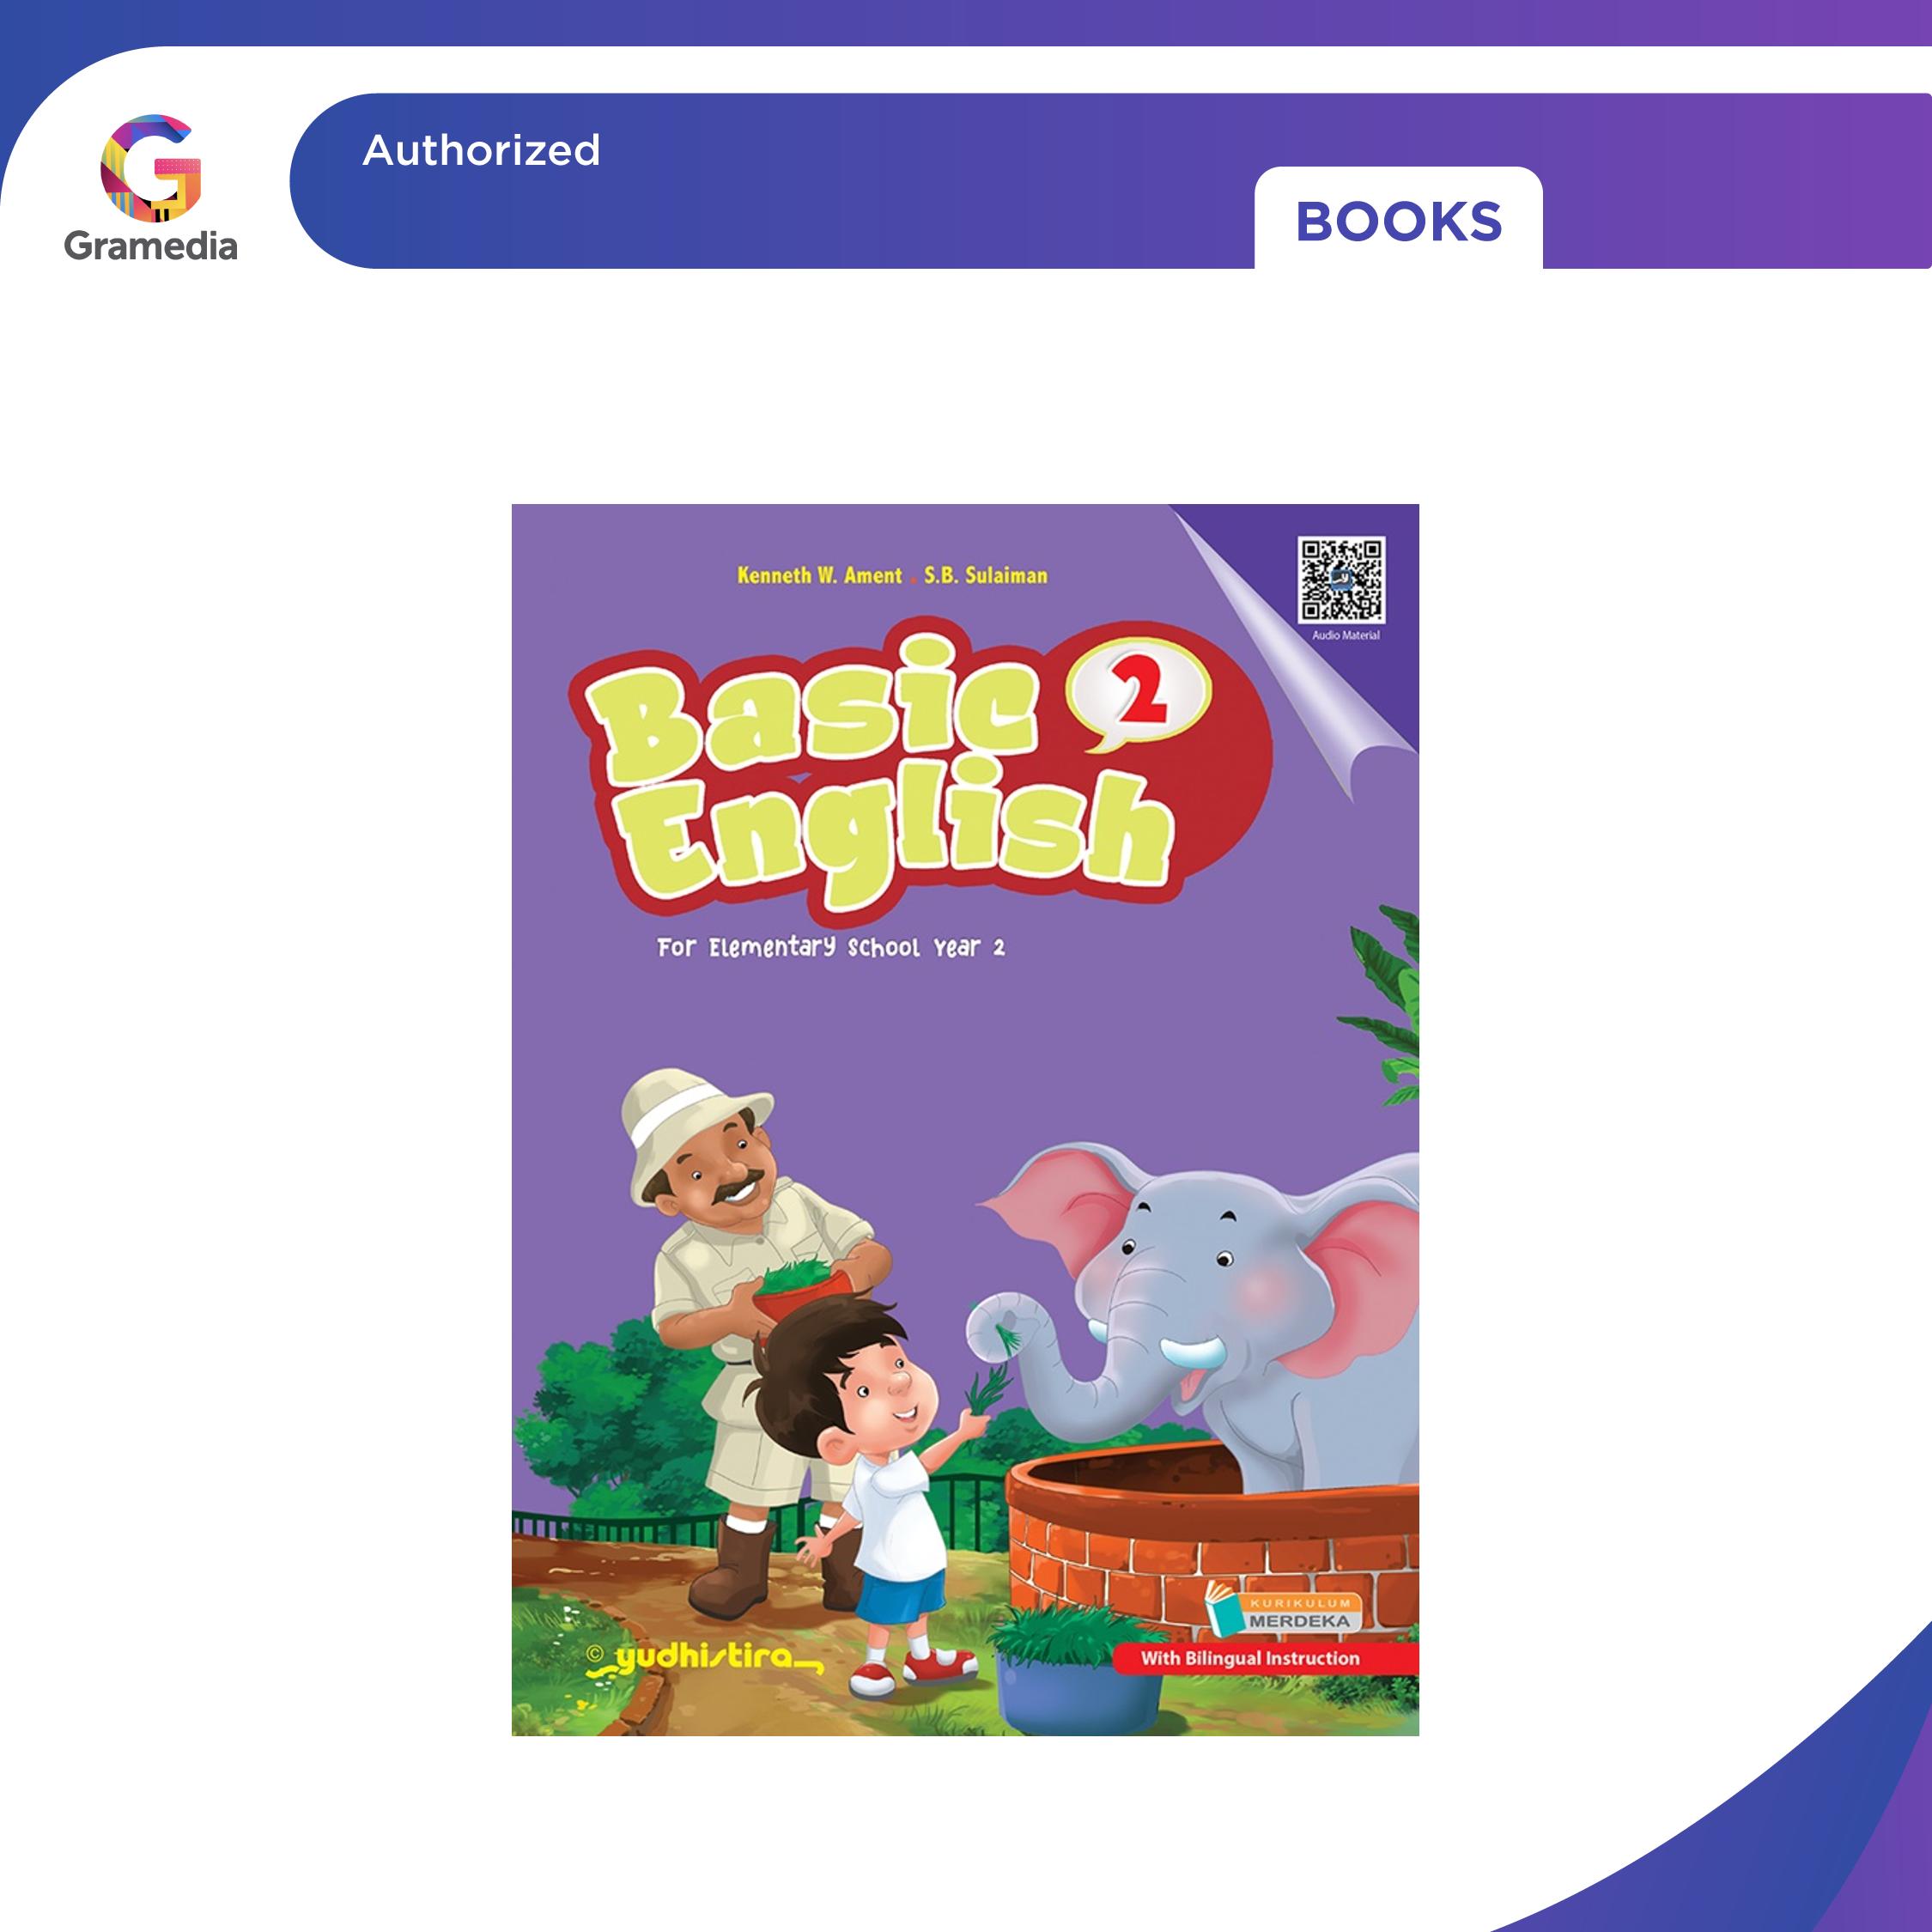 Gramedia
Authorized
BOOKS
Kenneth W. Ament . S.B. Sulaiman
Audio Material
Basic 2
English
For Elementary School Year 2
KURIKULUM
MERDEKA
© yudhistira
With Bilingual Instruction